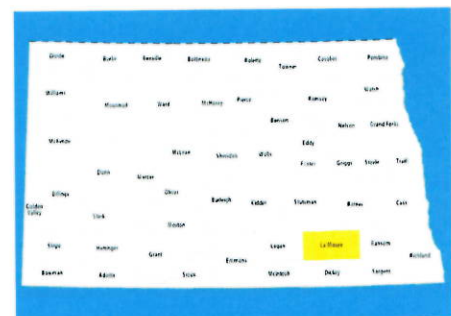 Divide
Burke
Renville
Bottineau
Rolette
Towner
Cavalier
Pembina
Williams
Mountrail
Ward
McHenry
Pierce
Ramsey
Walsh
Benson
Nelson
Grand Forks
McKenzie
McLean
Sheridan
Wells
Eddy
Foster
Griggs
Steele
Traill
Dunn
Mercer
Oliver
Billings
Golden
Valley
Stark
Morton
Burleigh
Kidder
Stutsman
Barnes
Cass
Slope
Hettinger
Grant
Emmons
Logan
LaMoure
Ransom
Richland
Bowman
Adams
Sioux
McIntosh
Dickey
Sargent